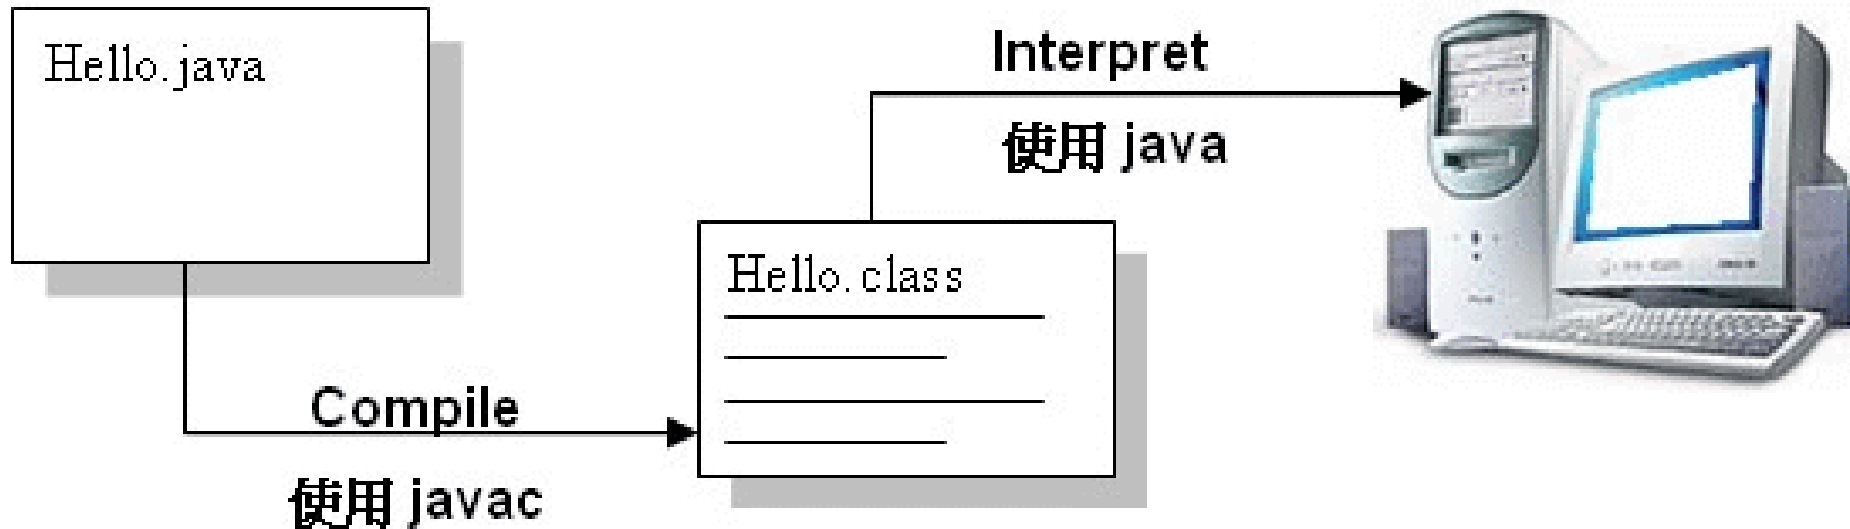 Hello.java
Interpret
使用 java
Hello.class
Compile
使用 javac